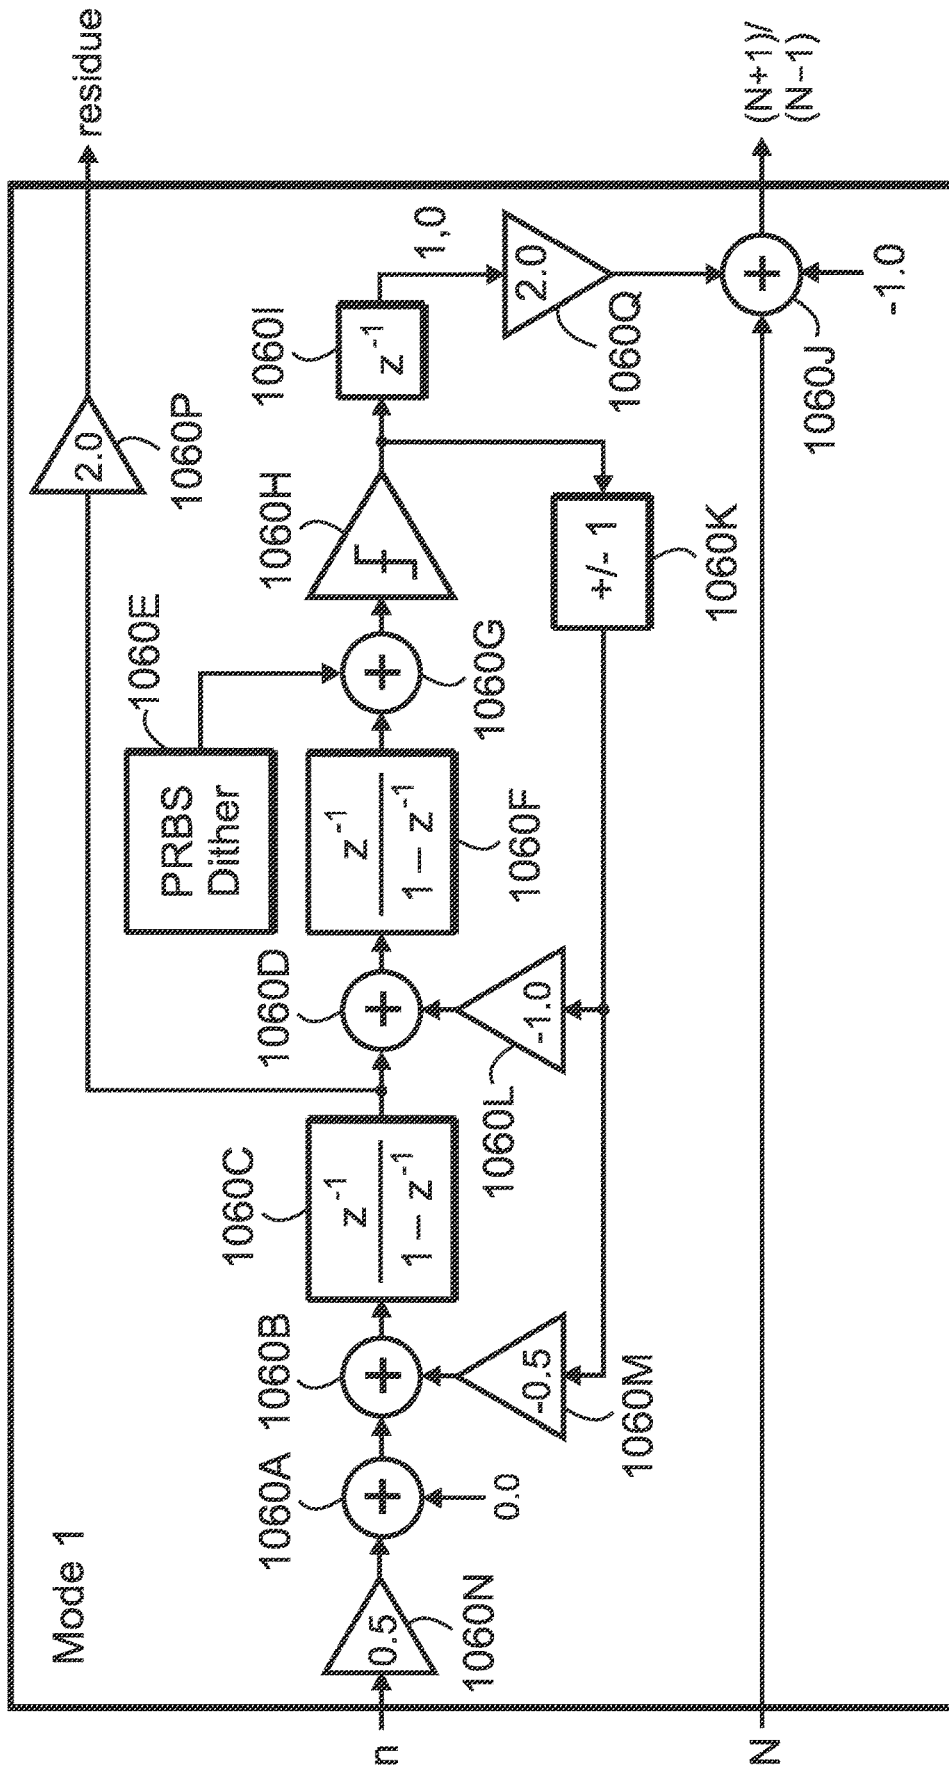 Mode 1
n
0.5
1060N
1060A
+
0.0
1060B
+
-0.5
1060M
1060C
z⁻¹
1 – z⁻¹
1060D
+
-1.0
1060L
PRBS
Dither
1060E
z⁻¹
1 – z⁻¹
1060F
+
1060G
1060H
+/- 1
1060K
1060I
z⁻¹
1,0
2.0
1060Q
2.0
1060P
residue
N
+
-1.0
1060J
(N+1)/
(N–1)